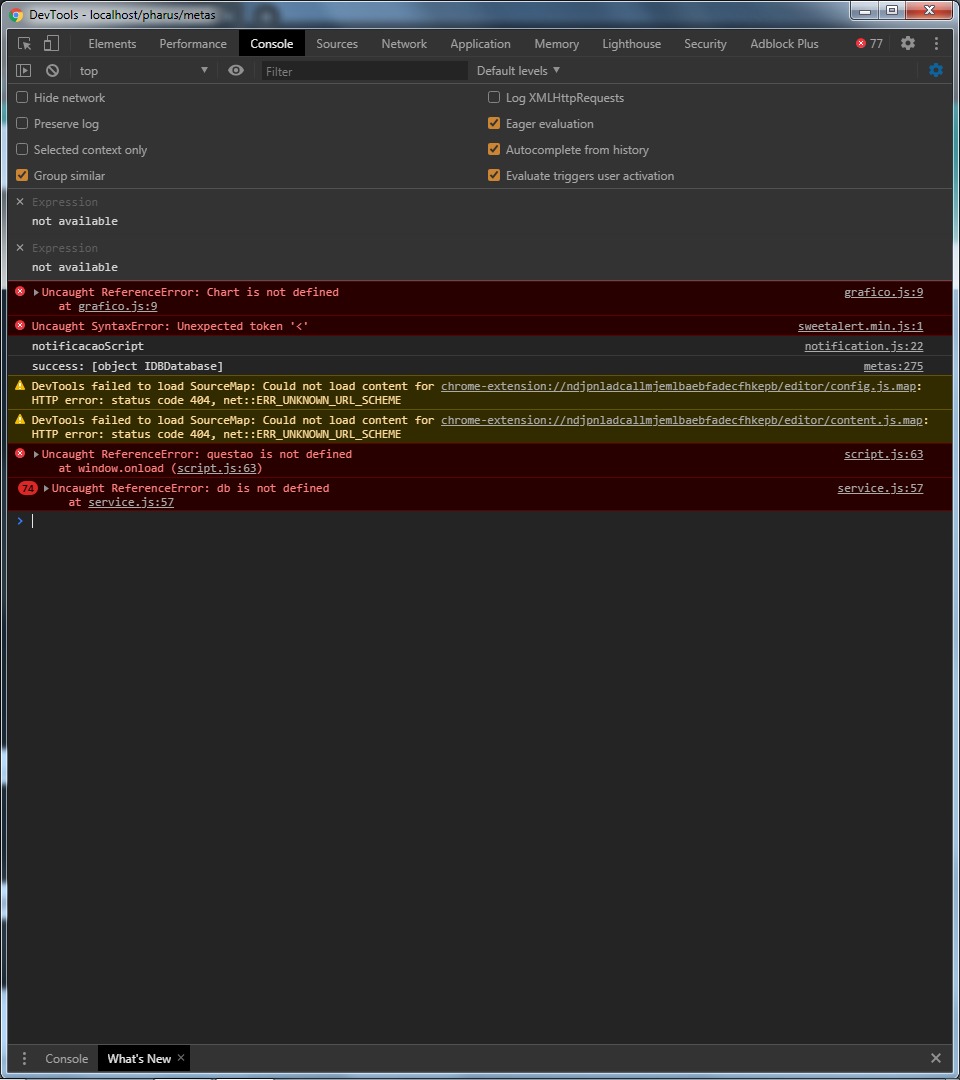 DevTools - localhost/pharus/metas
Elements Performance Console Sources Network Application Memory Lighthouse Security Adblock Plus 77
top Filter Default levels
Hide network Log XMLHttpRequests
Preserve log Eager evaluation
Selected context only Autocomplete from history
Group similar Evaluate triggers user activation
Expression
not available
Expression
not available
Uncaught ReferenceError: Chart is not defined grafico.js:9
at grafico.js:9
Uncaught SyntaxError: Unexpected token '<' sweetalert.min.js:1
notificacaoScript notification.js:22
success: [object IDBDatabase] metas:275
DevTools failed to load SourceMap: Could not load content for chrome-extension://ndjpnladcallmjemlbaebfadecfhkepb/editor/config.js.map:
HTTP error: status code 404, net::ERR_UNKNOWN_URL_SCHEME
DevTools failed to load SourceMap: Could not load content for chrome-extension://ndjpnladcallmjemlbaebfadecfhkepb/editor/content.js.map:
HTTP error: status code 404, net::ERR_UNKNOWN_URL_SCHEME
Uncaught ReferenceError: questao is not defined script.js:63
at window.onload (script.js:63)
74 Uncaught ReferenceError: db is not defined service.js:57
at service.js:57
Console What's New